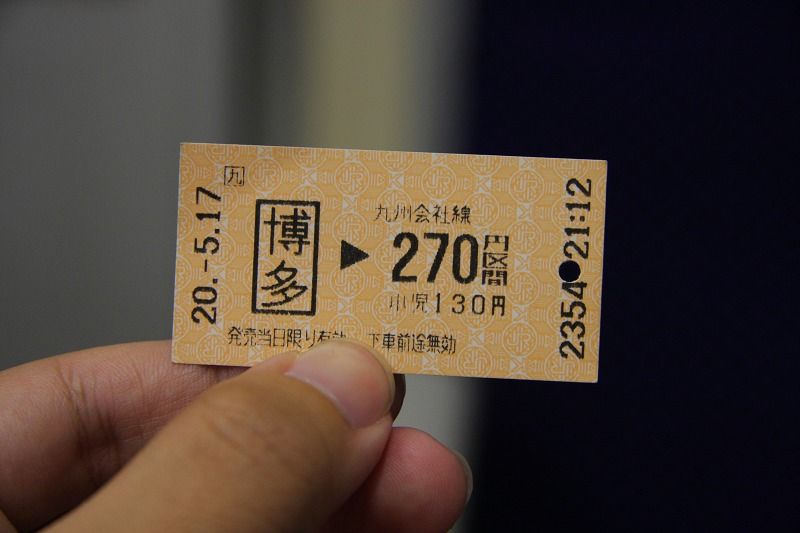 20.-5.17
九
博多
▶
九州会社線
270円区間
小児130円
発売当日限り有効 下車前途無効
2354
21:12